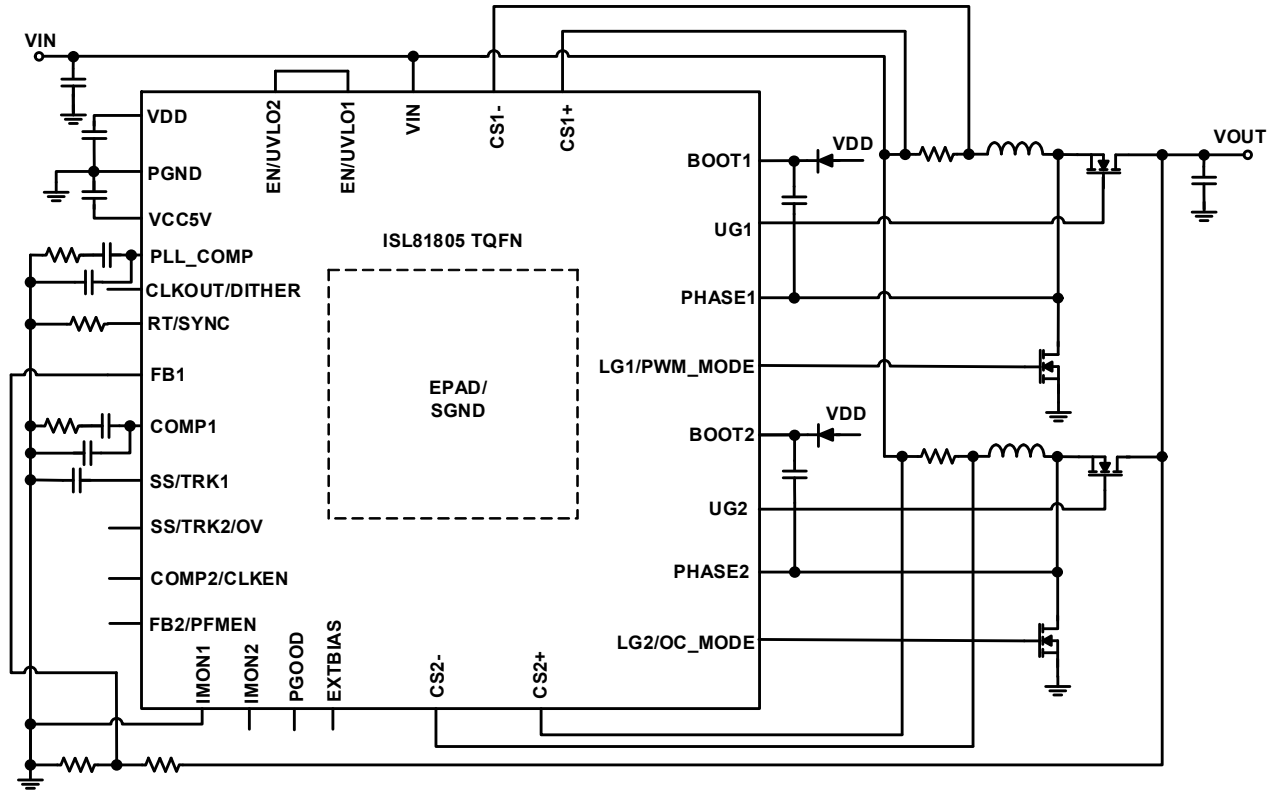 VIN
VOUT
EN/UVLO2
EN/UVLO1
VIN
CS1-
CS1+
VDD
PGND
VCC5V
PLL_COMP
CLKOUT/DITHER
RT/SYNC
FB1
COMP1
SS/TRK1
SS/TRK2/OV
COMP2/CLKEN
FB2/PFMEN
ISL81805 TQFN
EPAD/
SGND
BOOT1
VDD
UG1
PHASE1
LG1/PWM_MODE
BOOT2
VDD
UG2
PHASE2
LG2/OC_MODE
IMON1
IMON2
PGOOD
EXTBIAS
CS2-
CS2+